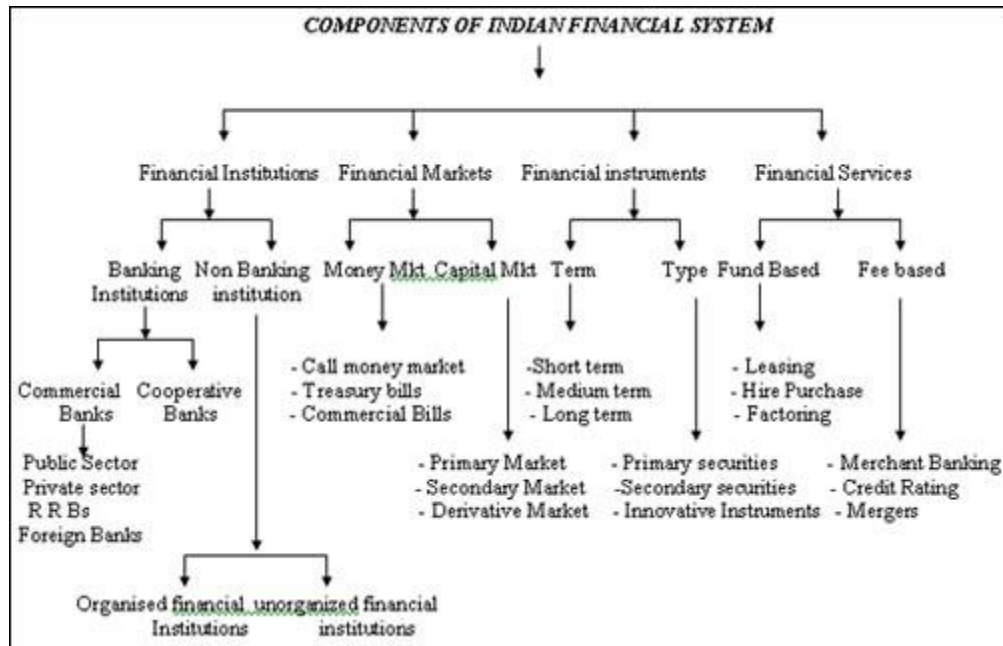 COMPONENTS OF INDIAN FINANCIAL SYSTEM
Financial Institutions Financial Markets Financial instruments Financial Services
Banking Non Banking Money Mkt Capital Mkt Term Type Fund Based Fee based
Institutions institution
- Call money market -Short term - Leasing
Commercial Cooperative - Treasury bills - Medium term - Hire Purchase
Banks Banks - Commercial Bills - Long term - Factoring
Public Sector - Primary Market - Primary securities - Merchant Banking
Private sector - Secondary Market -Secondary securities - Credit Rating
R R Bs - Derivative Market - Innovative Instruments - Mergers
Foreign Banks
Organised financial unorganized financial
Institutions institutions